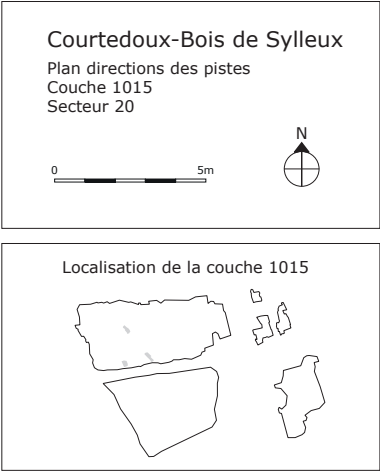 Courtedoux-Bois de Sylleux
Plan directions des pistes
Couche 1015
Secteur 20
N
0 5m
Localisation de la couche 1015